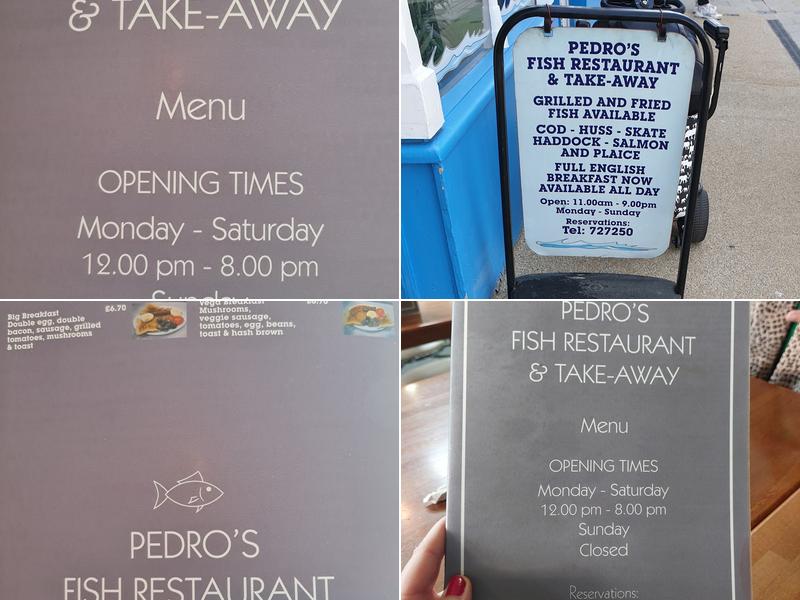 & TAKE-AWAY
Menu
OPENING TIMES
Monday - Saturday
12.00 pm - 8.00 pm
Sunday
PEDRO'S
FISH RESTAURANT
& TAKE-AWAY
GRILLED AND FRIED
FISH AVAILABLE
COD - HUSS - SKATE
HADDOCK - SALMON
AND PLAICE
FULL ENGLISH
BREAKFAST NOW
AVAILABLE ALL DAY
Open: 11.00am - 9.00pm
Monday - Sunday
Reservations:
Tel: 727250
Big Breakfast £6.70
Double egg, double
bacon, sausage, grilled
tomatoes, mushrooms
& toast
Breakfast
Mushrooms,
veggie sausage,
tomatoes, egg, beans,
toast & hash brown
PEDRO'S
FISH RESTAURANT
PEDRO'S
FISH RESTAURANT
& TAKE-AWAY
Menu
OPENING TIMES
Monday - Saturday
12.00 pm - 8.00 pm
Sunday
Closed
Reservations: